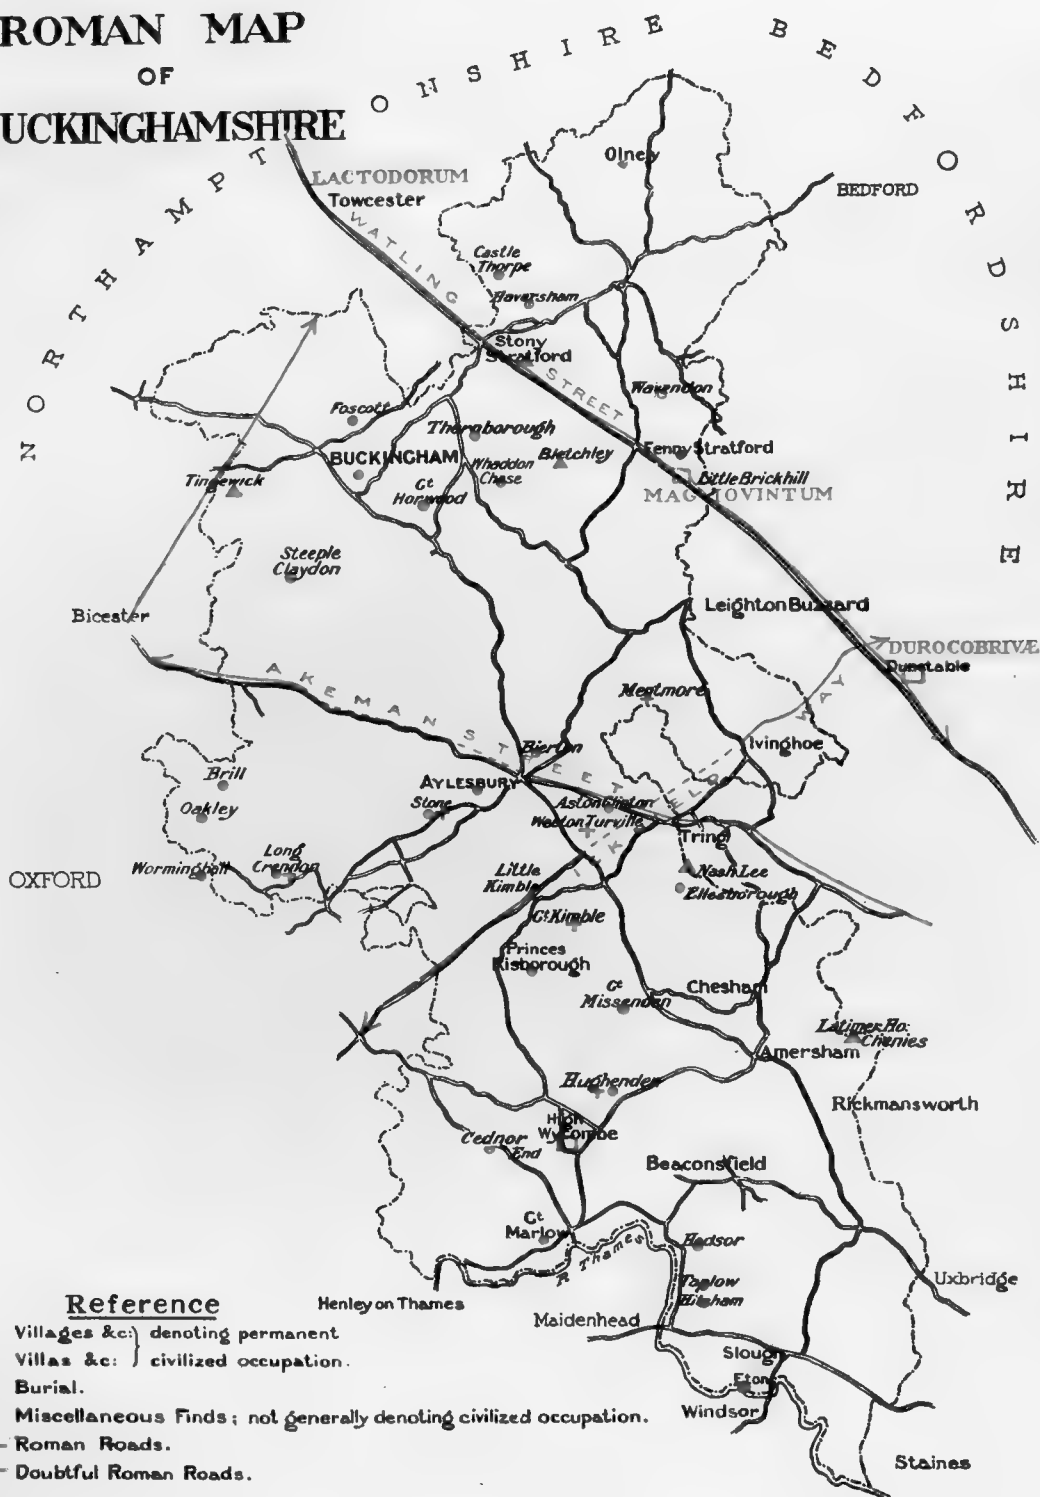 ROMAN MAP
OF
UCKINGHAMSHIRE
NORTHAMPTONSHIRE
BEDFORDSHIRE
LACTODORUM
Towcester
WATLING STREET
Olney
BEDFORD
Castle
Thorpe
Haversham
Stony
Stratford
Wavendon
Foscott
Thornborough
BUCKINGHAM
Whaddon
Chase
Bletchley
Fenny Stratford
Little Brickhill
MAGIOVINTUM
Tingewick
Gt
Horwood
Steeple
Claydon
Bicester
Leighton Buzzard
DUROCOBRIVÆ
Dunstable
AKEMAN STREET
Mentmore
WAY
Ivinghoe
Bierton
Brill
AYLESBURY
Oakley
Stone
Aston Clinton
Weston Turville
Tring
OXFORD
Worminghall
Long
Crendon
Little
Kimble
Nash Lee
Ellesborough
Gt Kimble
Princes
Risborough
Chesham
Gt
Missenden
Latimer Ho:
Chenies
Amersham
Hughenden
Rickmansworth
High
Wycombe
Cednor
End
Beaconsfield
Gt
Marlow
R. Thames
Hedsor
Taplow
Hitcham
Uxbridge
Henley on Thames
Maidenhead
Slough
Eton
Windsor
Staines
Reference
Villages &c: } denoting permanent
Villas &c: } civilized occupation.
Burial.
Miscellaneous Finds; not generally denoting civilized occupation.
Roman Roads.
Doubtful Roman Roads.